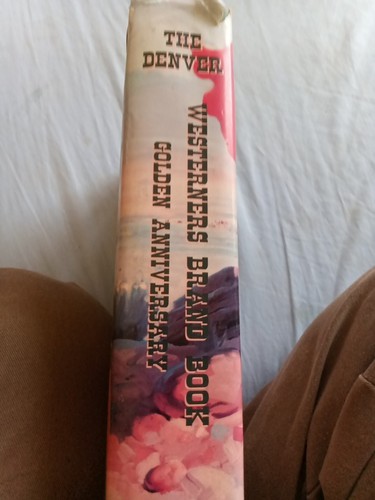 THE
DENVER
WESTERNERS BRAND BOOK
GOLDEN ANNIVERSARY